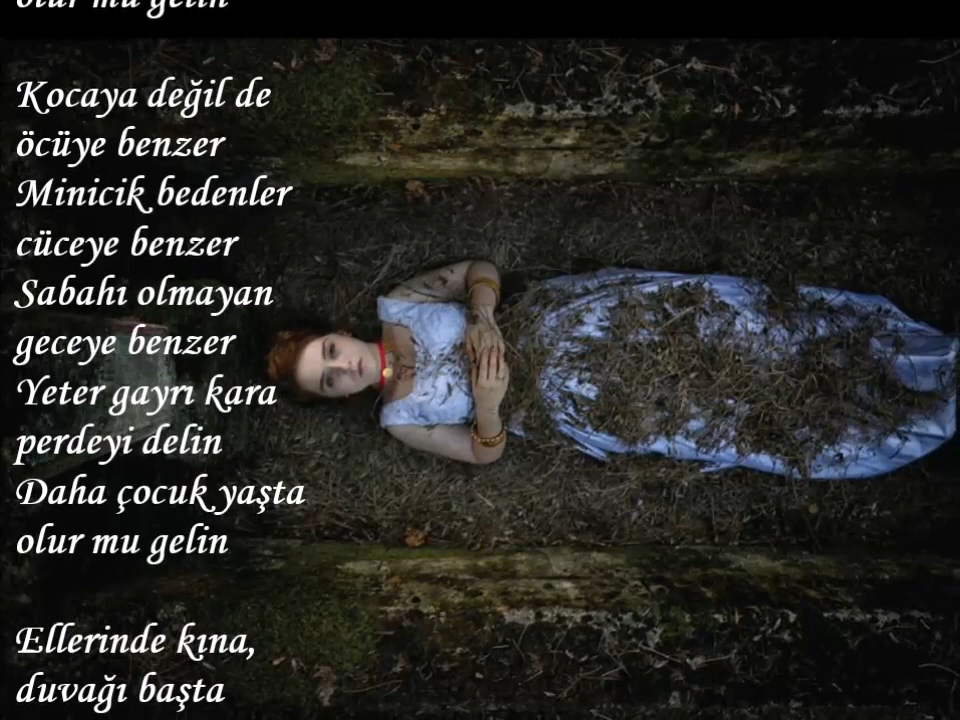 olur mu gelin
Kocaya değil de
öcüye benzer
Minicik bedenler
cüceye benzer
Sabahı olmayan
geceye benzer
Yeter gayrı kara
perdeyi delin
Daha çocuk yaşta
olur mu gelin
Ellerinde kına,
duvağı başta